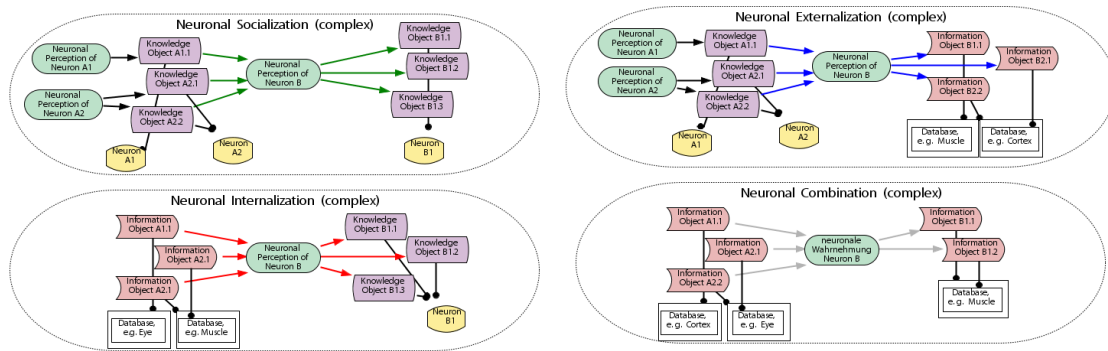 Neuronal Socialization (complex)
Neuronal
Perception of
Neuron A1
Knowledge
Object A1.1
Knowledge
Object
A2.1
Neuronal
Perception of
Neuron A2
Knowledge
Object A2.2
Neuronal
Perception of
Neuron B
Knowledge
Object B1.1
Knowledge
Object B1.2
Knowledge
Object B1.3
Neuron
A1
Neuron
A2
Neuron
B1
Neuronal Externalization (complex)
Neuronal
Perception of
Neuron A1
Knowledge
Object A1.1
Knowledge
Object A2.1
Neuronal
Perception of
Neuron A2
Knowledge
Object
A2.2
Neuronal
Perception of
Neuron B
Information
Object B1.1
Information
Object B2.1
Information
Object
B2.2
Neuron
A1
Neuron
A2
Database,
e.g. Muscle
Database,
e.g. Cortex
Neuronal Internalization (complex)
Information
Object
A1.1
Information
Object A2.1
Information
Object A2.1
Neuronal
Perception of
Neuron B
Knowledge
Object B1.1
Knowledge
Object
B1.2
Knowledge
Object B1.3
Database,
e.g. Eye
Database,
e.g. Muscle
Neuron
B1
Neuronal Combination (complex)
Information
Object A1.1
Information
Object A2.1
Information
Object
A2.2
neuronale
Wahrnehmung
Neuron B
Information
Object
B1.1
Information
Object B1.2
Database,
e.g. Cortex
Database,
e.g. Eye
Database,
e.g. Muscle